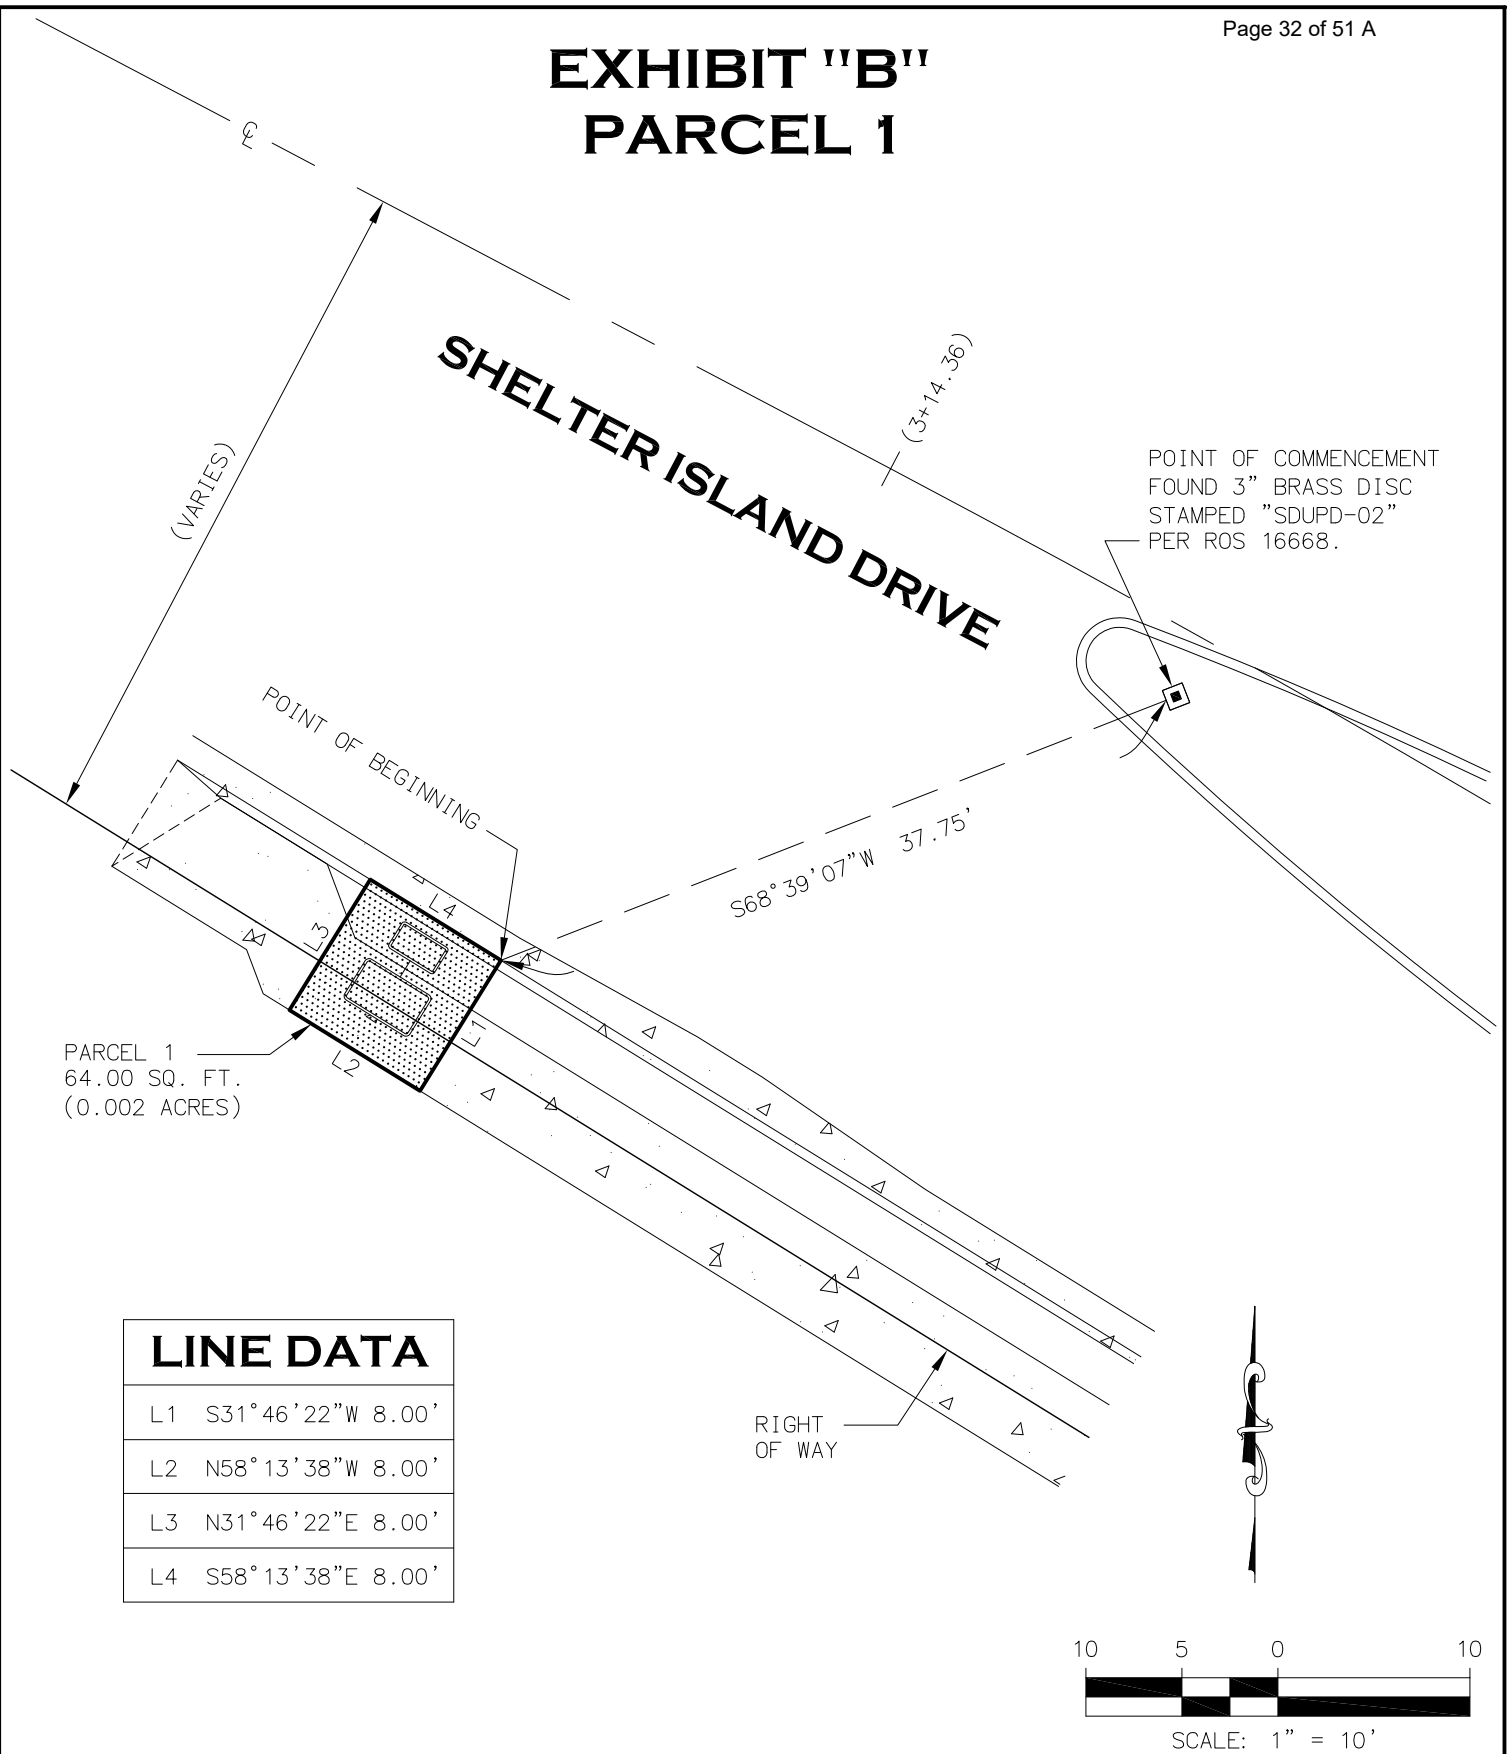 Page 32 of 51 A
EXHIBIT "B"
PARCEL 1
℄
SHELTER ISLAND DRIVE
(3+14.36)
(VARIES)
POINT OF COMMENCEMENT
FOUND 3" BRASS DISC
STAMPED "SDUPD-02"
PER ROS 16668.
POINT OF BEGINNING
S68°39'07"W 37.75'
L4
L3
L1
L2
PARCEL 1
64.00 SQ. FT.
(0.002 ACRES)
LINE DATA
L1 S31°46'22"W 8.00'
L2 N58°13'38"W 8.00'
L3 N31°46'22"E 8.00'
L4 S58°13'38"E 8.00'
RIGHT
OF WAY
10 5 0 10
SCALE: 1" = 10'